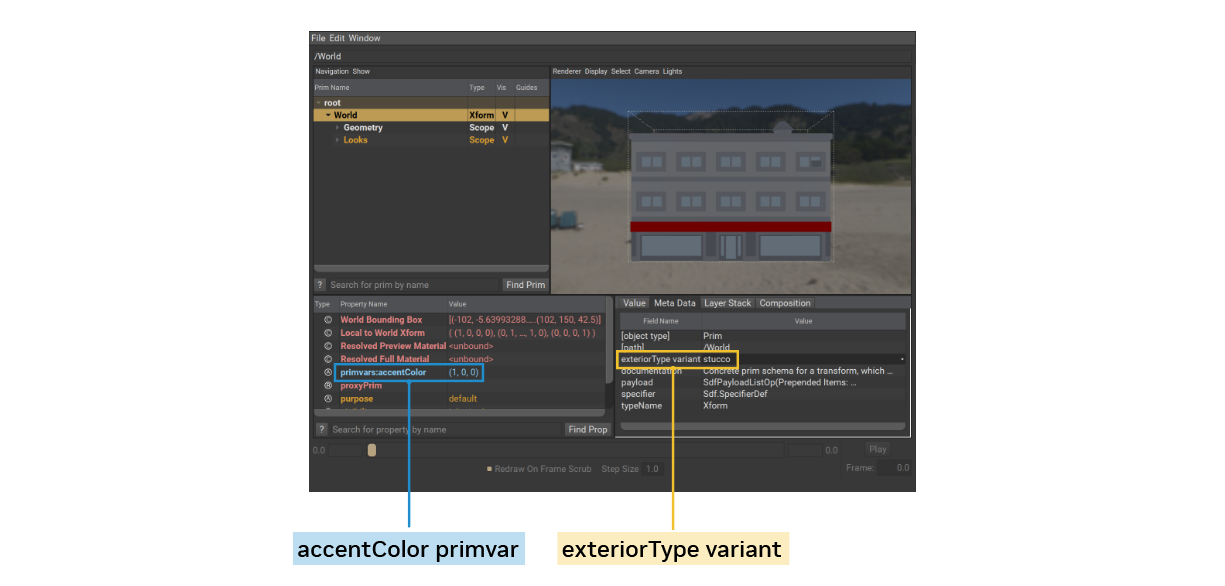 File Edit Window
/World
Navigation Show
Renderer Display Select Camera Lights
Prim Name Type Vis Guides
root
World Xform V
Geometry Scope V
Looks Scope V
? Search for prim by name Find Prim
Type Property Name Value
C World Bounding Box [(-102, -5.63993288.....(102, 150, 42.5)]
C Local to World Xform ( (1, 0, 0, 0), (0, 1, ..., 1, 0), (0, 0, 0, 1) )
C Resolved Preview Material <unbound>
C Resolved Full Material <unbound>
A primvars:accentColor (1, 0, 0)
R proxyPrim
A purpose default
? Search for property by name Find Prop
Value Meta Data Layer Stack Composition
Field Name Value
[object type] Prim
[path] /World
exteriorType variant stucco
documentation Concrete prim schema for a transform, which ...
payload SdfPayloadListOp(Prepended Items: ...
specifier Sdf.SpecifierDef
typeName Xform
0.0 0.0 Play
Redraw On Frame Scrub Step Size 1.0 Frame: 0.0
accentColor primvar
exteriorType variant